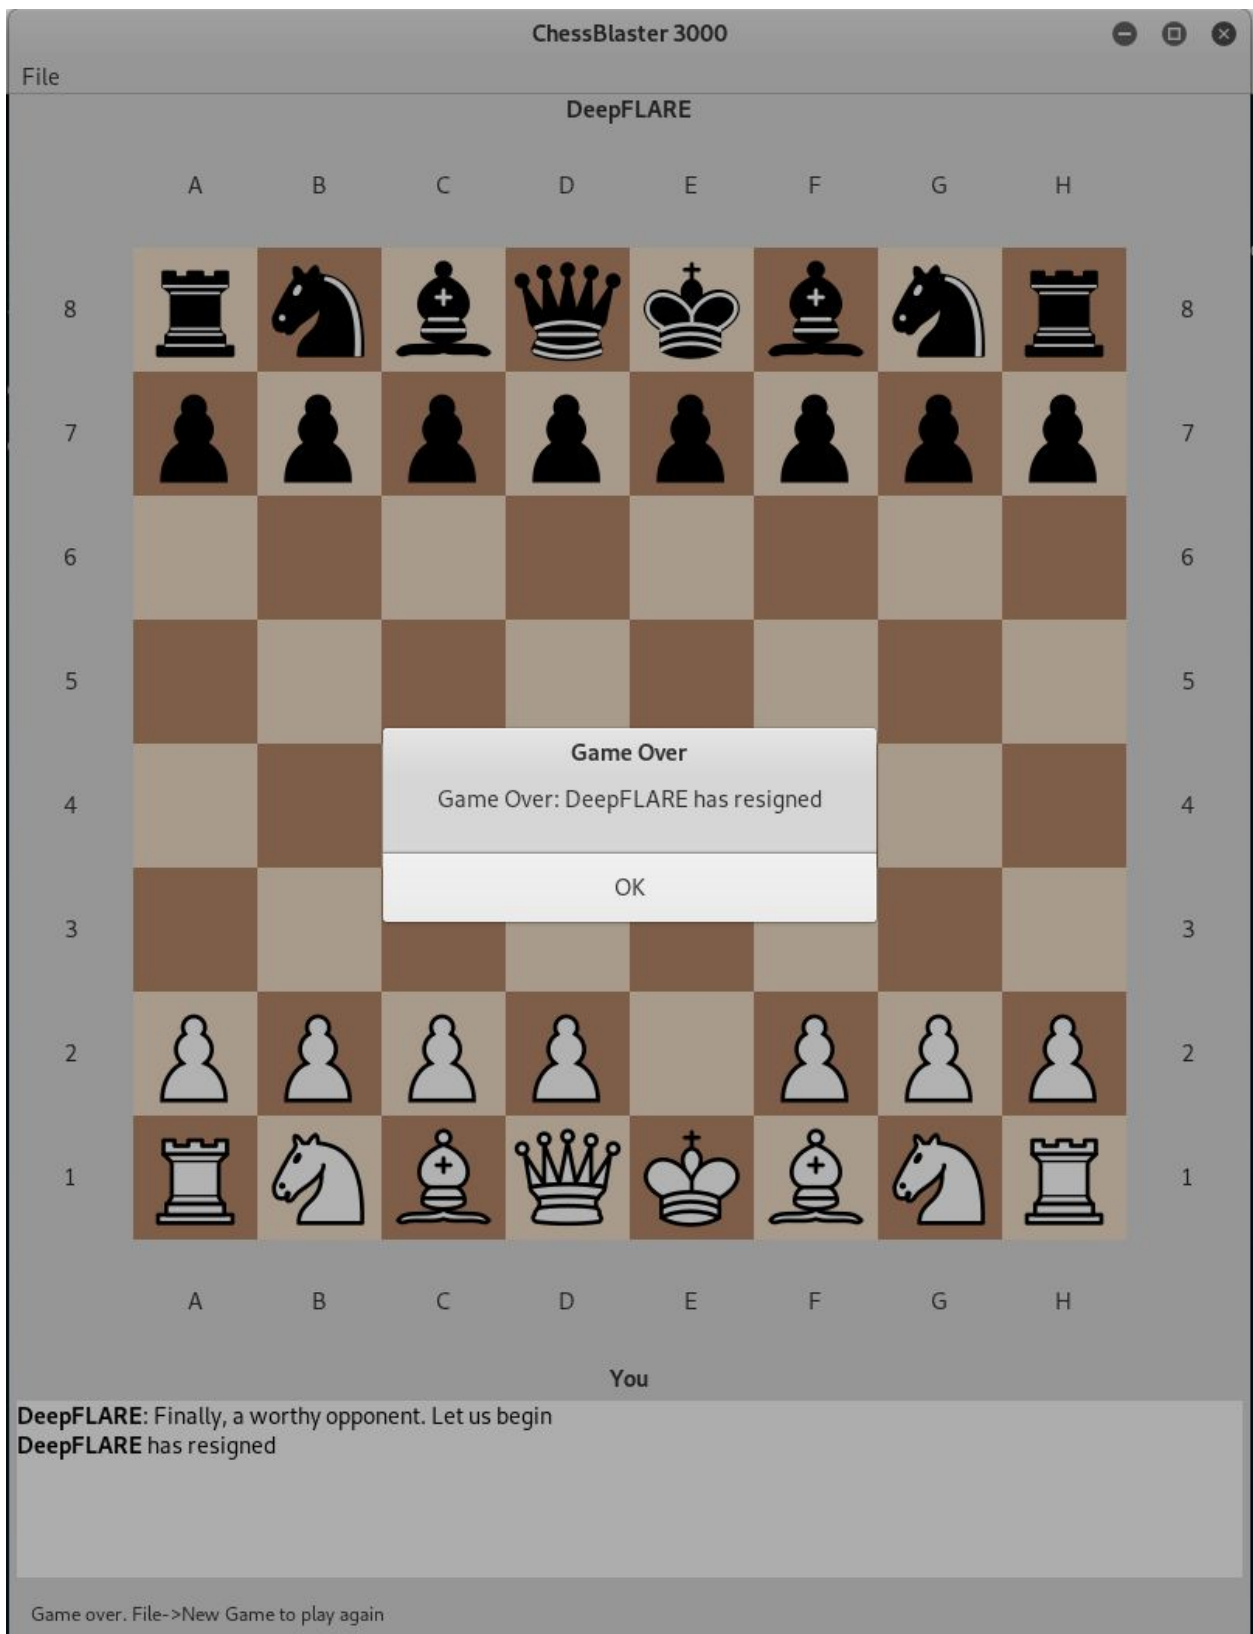 ChessBlaster 3000
File
DeepFLARE
A B C D E F G H
8 8
7 7
6 6
5 5
4 4
3 3
2 2
1 1
Game Over
Game Over: DeepFLARE has resigned
OK
A B C D E F G H
You
DeepFLARE: Finally, a worthy opponent. Let us begin
DeepFLARE has resigned
Game over. File->New Game to play again